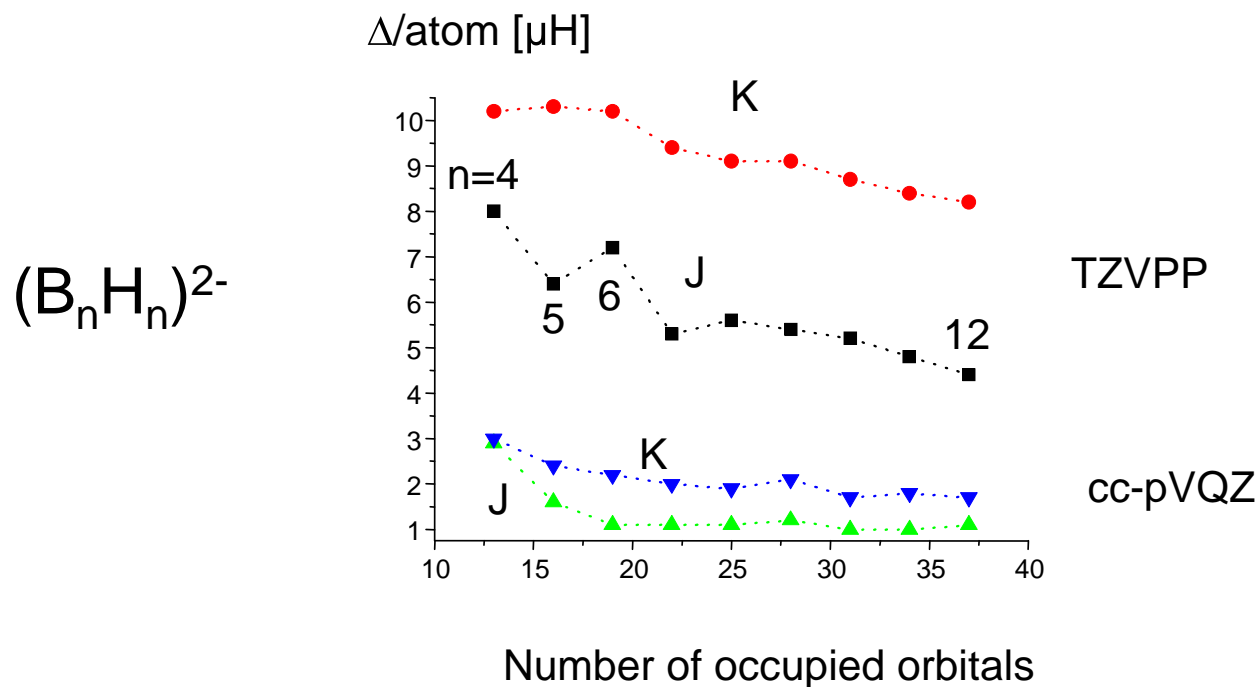 Δ/atom [µH]
K
10
9
n=4
8
7
J
TZVPP
(BₙHₙ)²⁻
6
6
5
12
5
4
3
K
2
J
cc-pVQZ
1
10 15 20 25 30 35 40
Number of occupied orbitals